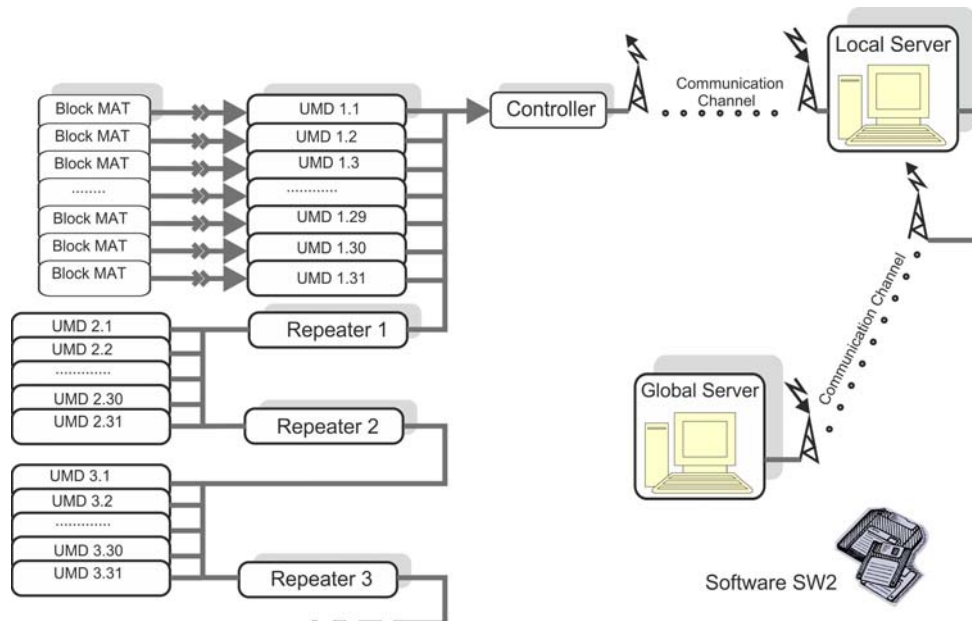 Block MAT
Block MAT
Block MAT
........
Block MAT
Block MAT
Block MAT
UMD 1.1
UMD 1.2
UMD 1.3
............
UMD 1.29
UMD 1.30
UMD 1.31
Controller
Communication
Channel
Local Server
Repeater 1
UMD 2.1
UMD 2.2
.............
UMD 2.30
UMD 2.31
Repeater 2
UMD 3.1
UMD 3.2
.............
UMD 3.30
UMD 3.31
Repeater 3
Communication Channel
Global Server
Software SW2